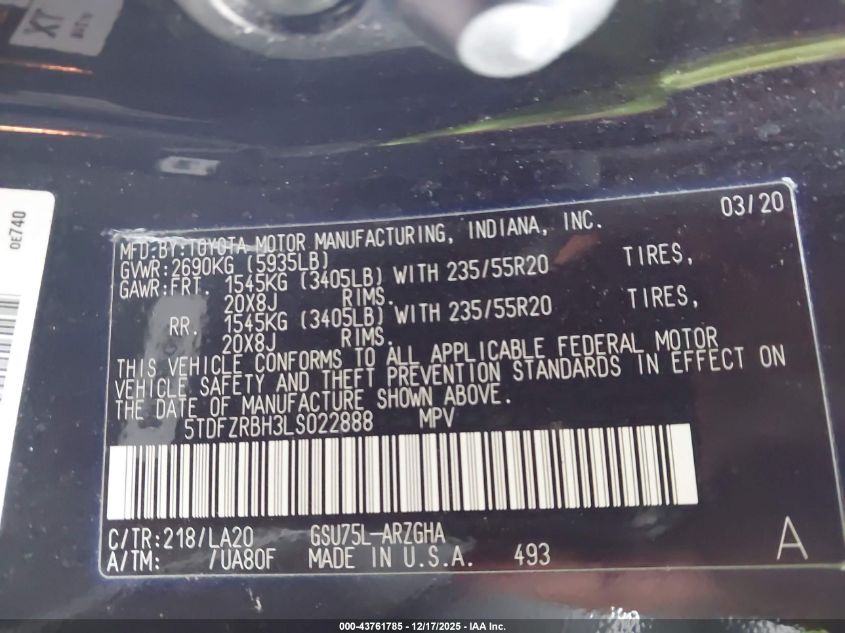 XT
0E740
03/20
MFD.BY:TOYOTA MOTOR MANUFACTURING, INDIANA, INC.
GVWR:2690KG (5935LB)
GAWR:FRT. 1545KG (3405LB) WITH 235/55R20 TIRES,
20X8J RIMS.
RR. 1545KG (3405LB) WITH 235/55R20 TIRES,
20X8J RIMS.
THIS VEHICLE CONFORMS TO ALL APPLICABLE FEDERAL MOTOR
VEHICLE SAFETY AND THEFT PREVENTION STANDARDS IN EFFECT ON
THE DATE OF MANUFACTURE SHOWN ABOVE.
5TDFZRBH3LS022888 MPV
C/TR:218/LA20 GSU75L-ARZGHA
A/TM: /UA80F MADE IN U.S.A. 493 A
000-43761785 - 12/17/2025 - IAA Inc.